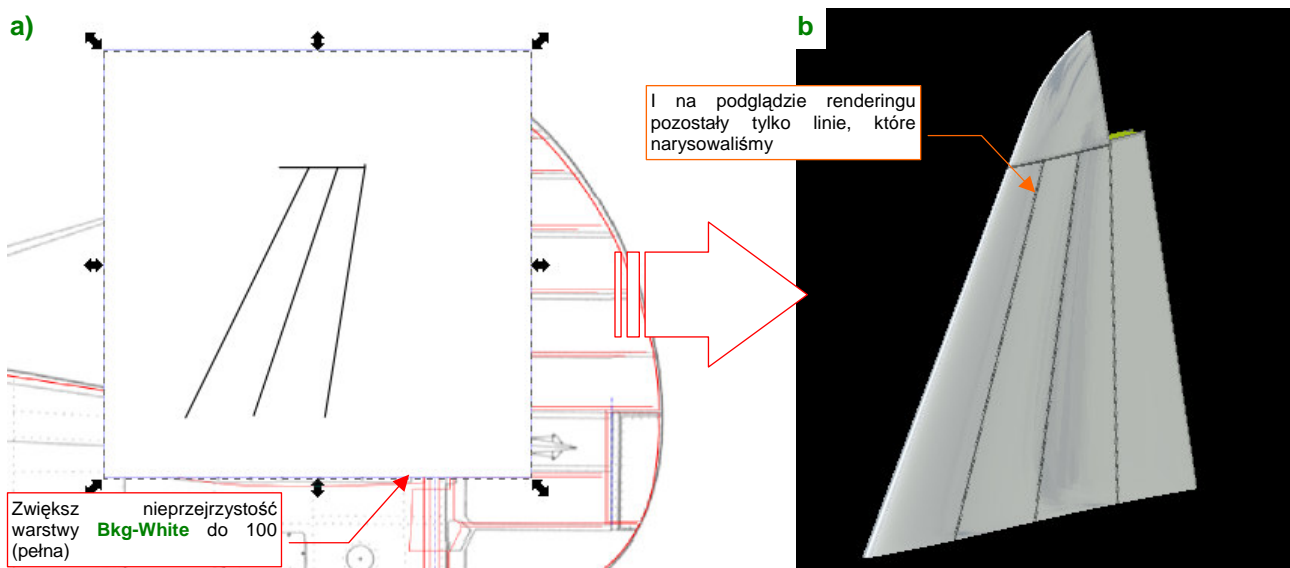 a)
b
I na podglądzie renderingu
pozostały tylko linie, które
narysowaliśmy
Zwiększ nieprzejrzystość
warstwy Bkg-White do 100
(pełna)